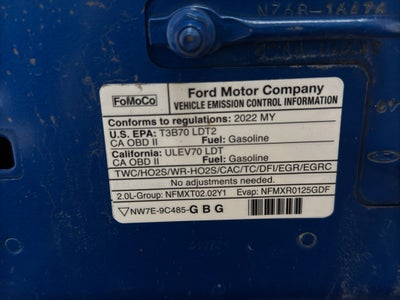 FoMoCo
Ford Motor Company
VEHICLE EMISSION CONTROL INFORMATION
Conforms to regulations: 2022 MY
U.S. EPA: T3B70 LDT2
CA OBD II Fuel: Gasoline
California: ULEV70 LDT
CA OBD II Fuel: Gasoline
TWC/HO2S/WR-HO2S/CAC/TC/DFI/EGR/EGRC
No adjustments needed.
2.0L-Group: NFMXT02.02Y1 Evap: NFMXR0125GDF
NW7E-9C485-G B G